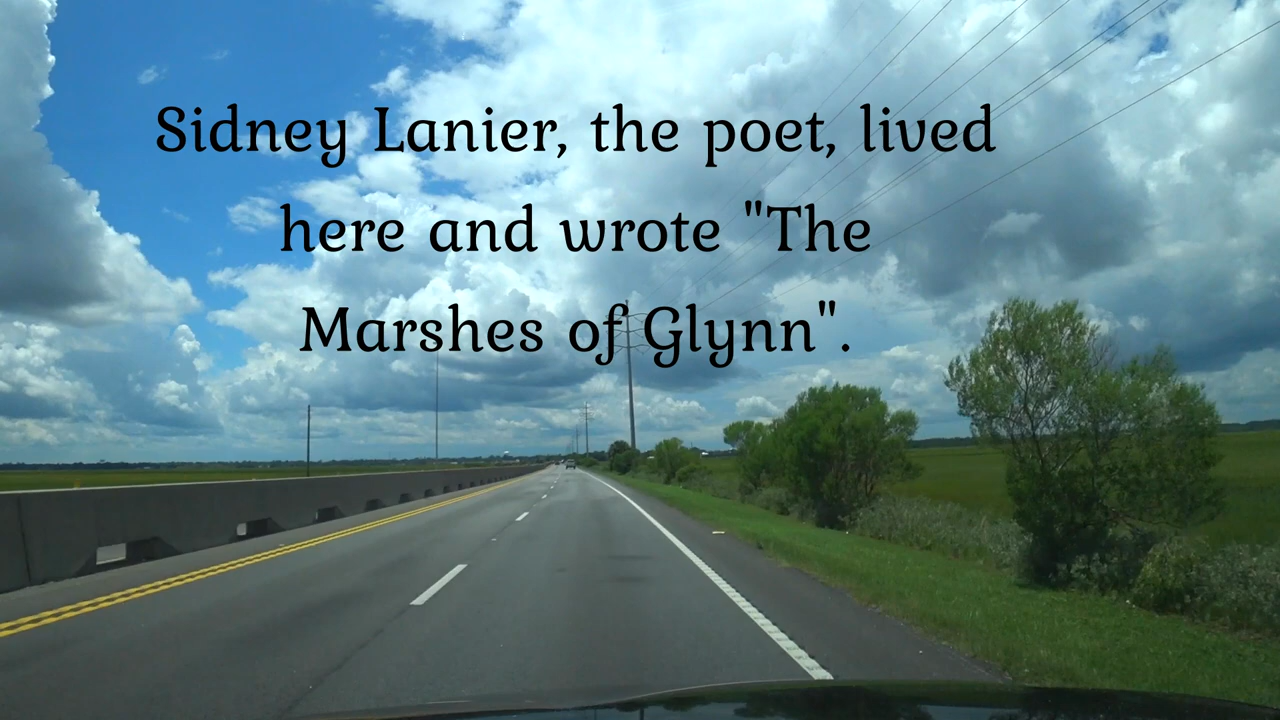 Sidney Lanier, the poet, lived
here and wrote "The
Marshes of Glynn".